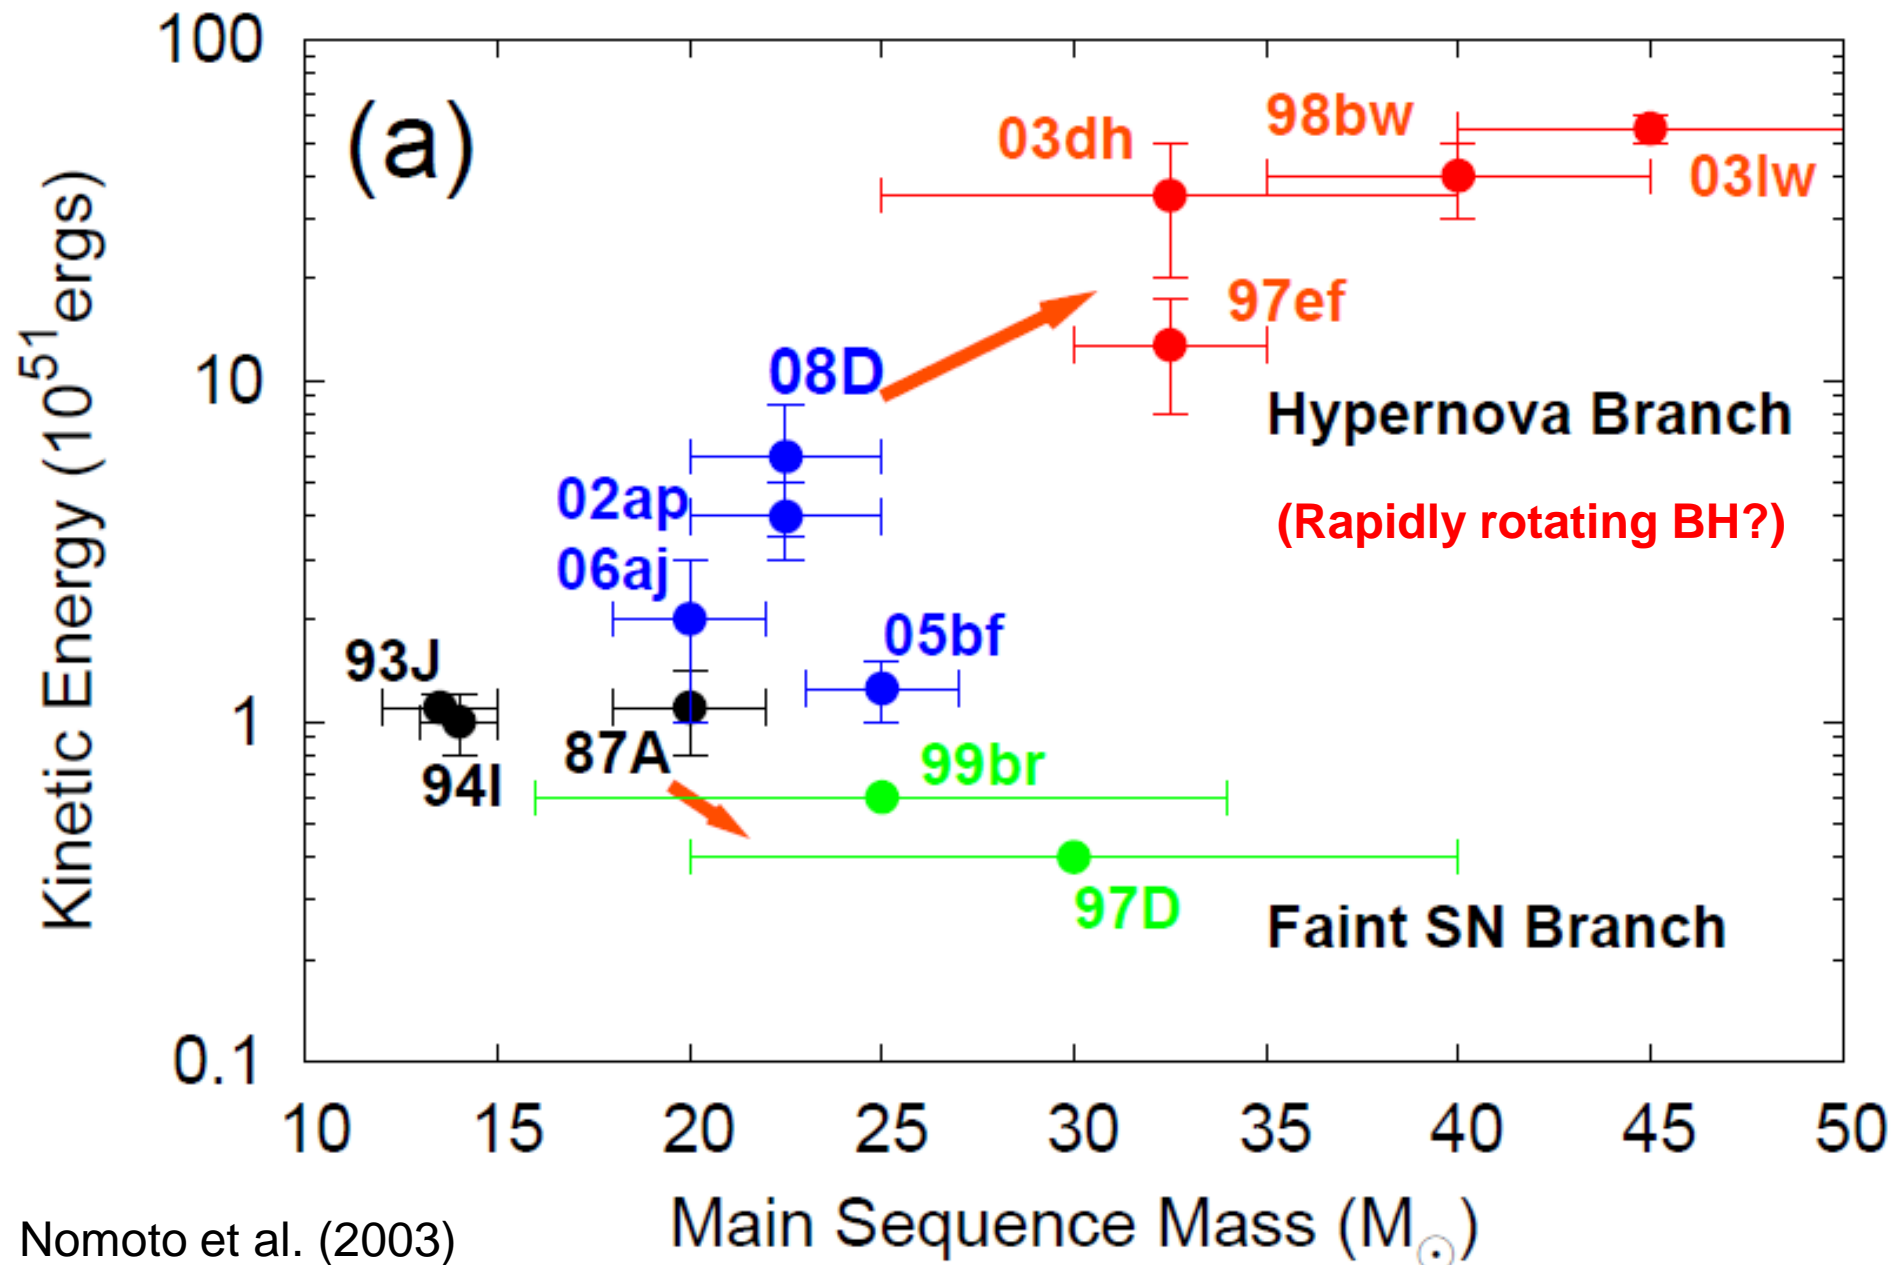 100
(a)
98bw
03dh
03lw
97ef
08D
10
Hypernova Branch
02ap
(Rapidly rotating BH?)
06aj
05bf
93J
1
87A
99br
94I
97D
Faint SN Branch
0.1
10 15 20 25 30 35 40 45 50
Kinetic Energy (10^51 ergs)
Main Sequence Mass (M☉)
Nomoto et al. (2003)